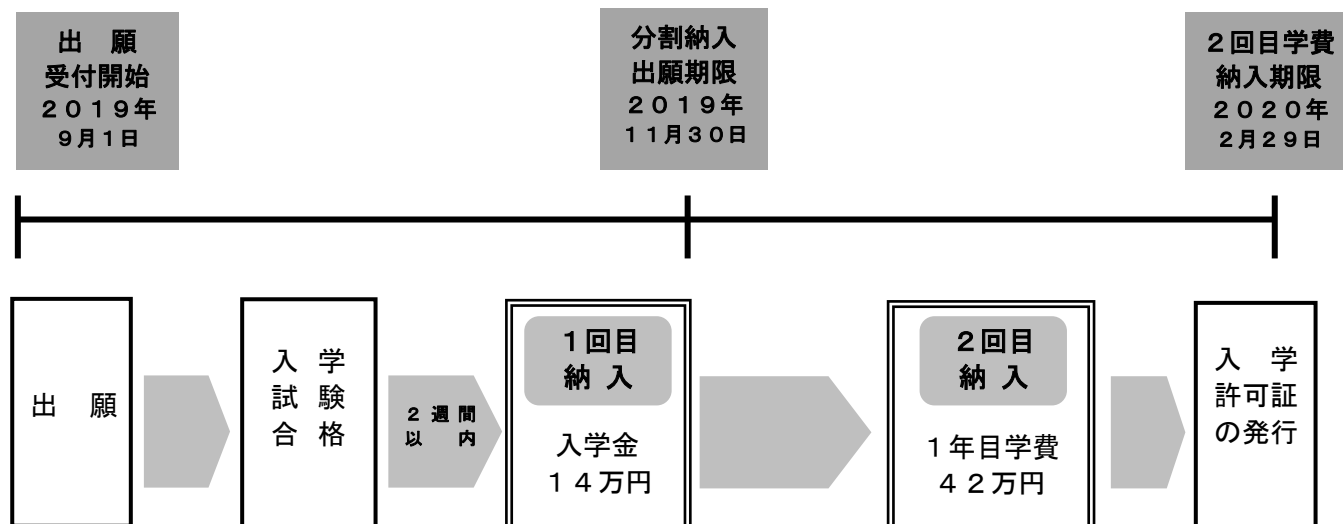 出　願
受付開始
２０１９年
９月１日
分割納入
出願期限
２０１９年
１１月３０日
２回目学費
納入期限
２０２０年
２月２９日
出　願
入　学
試　験
合　格
２週間
以　内
１回目
納　入
入学金
１４万円
２回目
納　入
１年目学費
４２万円
入　学
許可証
の発行